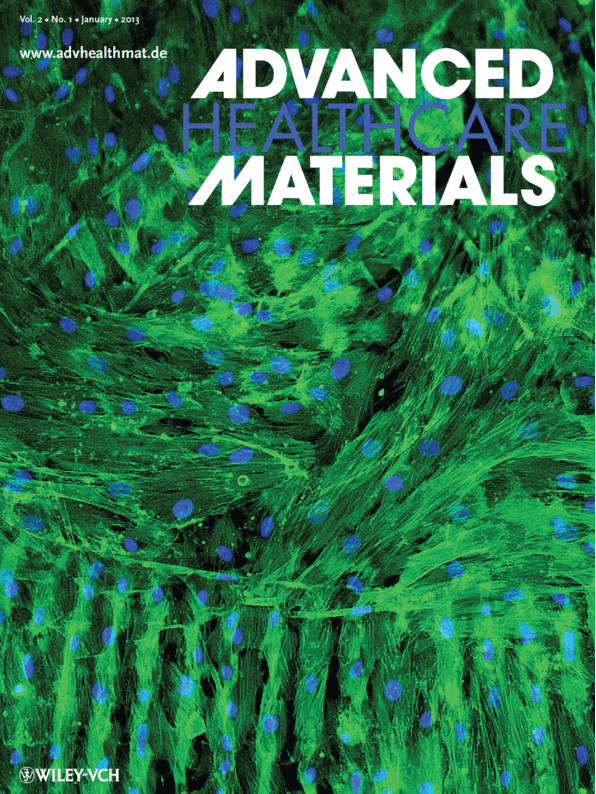 Vol. 2 • No. 1 • January • 2013
www.advhealthmat.de
ADVANCED
HEALTHCARE
MATERIALS
WILEY-VCH